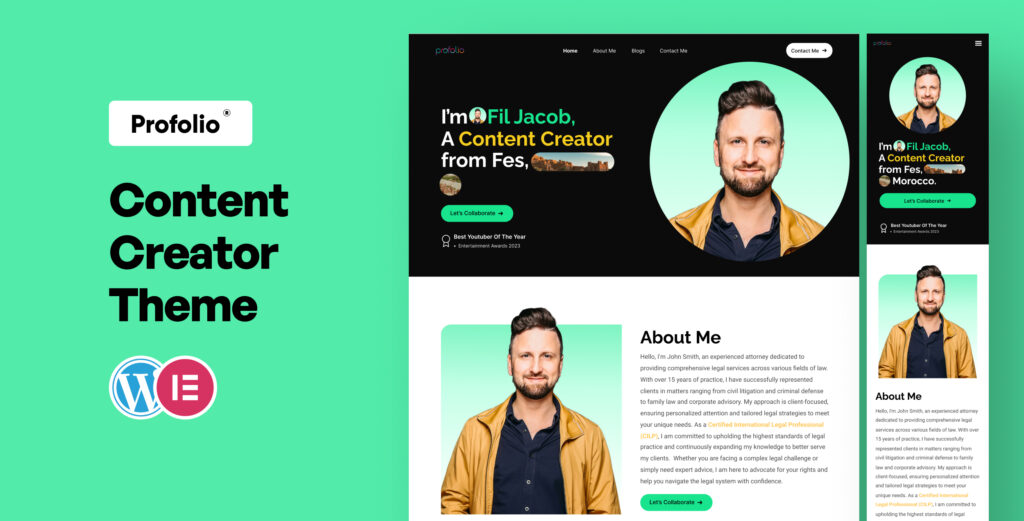 Profolio®
Content
Creator
Theme
profolio
Home
About Me
Blogs
Contact Me
Contact Me →
I'm Fil Jacob,
A Content Creator
from Fes,
Let's Collaborate →
Best Youtuber Of The Year
• Entertainment Awards 2023
About Me
Hello, I'm John Smith, an experienced attorney dedicated to
providing comprehensive legal services across various fields of law.
With over 15 years of practice, I have successfully represented
clients in matters ranging from civil litigation and criminal defense
to family law and corporate advisory. My approach is client-focused,
ensuring personalized attention and tailored legal strategies to meet
your unique needs. As a Certified International Legal Professional
(CILP), I am committed to upholding the highest standards of legal
practice and continuously expanding my knowledge to better serve
my clients. Whether you are facing a complex legal challenge or
simply need expert advice, I am here to advocate for your rights and
help you navigate the legal system with confidence.
Let's Collaborate →
profolio
I'm Fil Jacob,
A Content Creator
from Fes,
Morocco.
Let's Collaborate →
Best Youtuber Of The Year
• Entertainment Awards 2023
About Me
Hello, I'm John Smith, an experienced attorney
dedicated to providing comprehensive legal
services across various fields of law. With over
15 years of practice, I have successfully
represented clients in matters ranging from
civil litigation and criminal defense to family
law and corporate advisory. My approach is
client-focused, ensuring personalized attention
and tailored legal strategies to meet your
unique needs. As a Certified International
Legal Professional (CILP), I am committed to
upholding the highest standards of legal